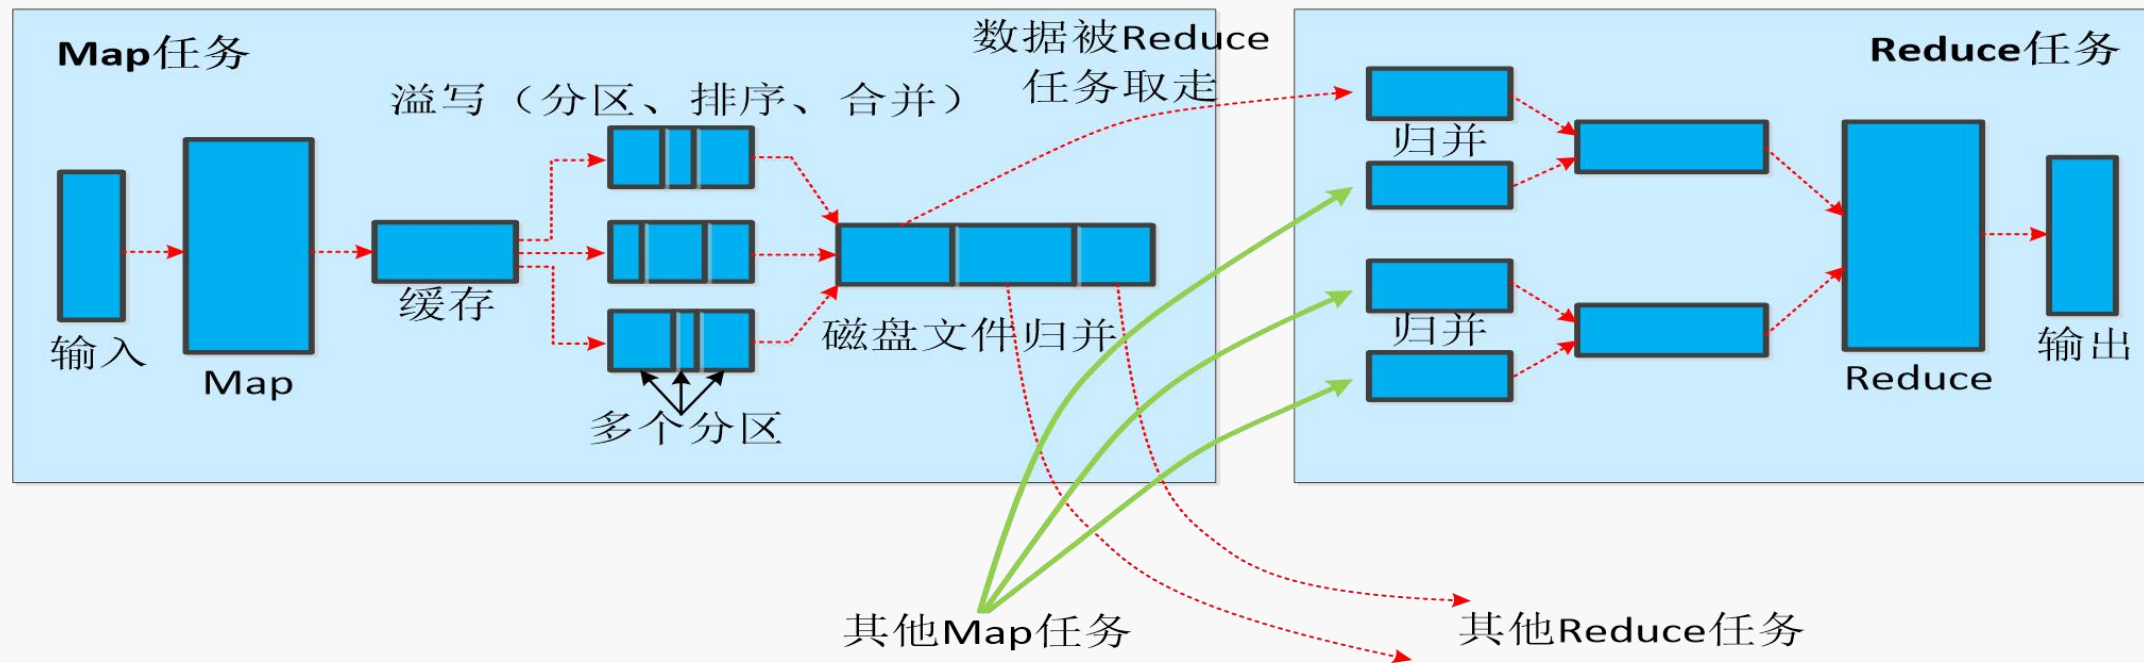 Map任务
溢写（分区、排序、合并）
数据被Reduce
任务取走
输入
Map
缓存
多个分区
磁盘文件归并
Reduce任务
归并
归并
Reduce
输出
其他Map任务
其他Reduce任务